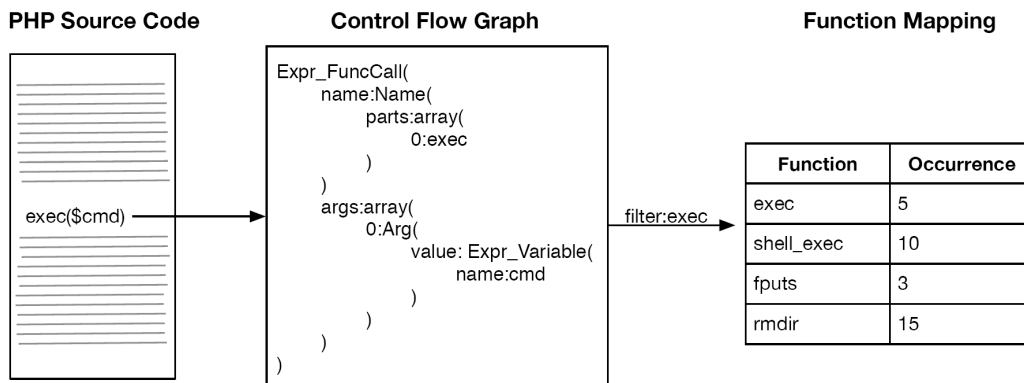 PHP Source Code
exec($cmd)
Control Flow Graph
Expr_FuncCall(
name:Name(
parts:array(
0:exec
)
)
args:array(
0:Arg(
value: Expr_Variable(
name:cmd
)
)
)
)
filter:exec
Function Mapping
Function Occurrence
exec 5
shell_exec 10
fputs 3
rmdir 15